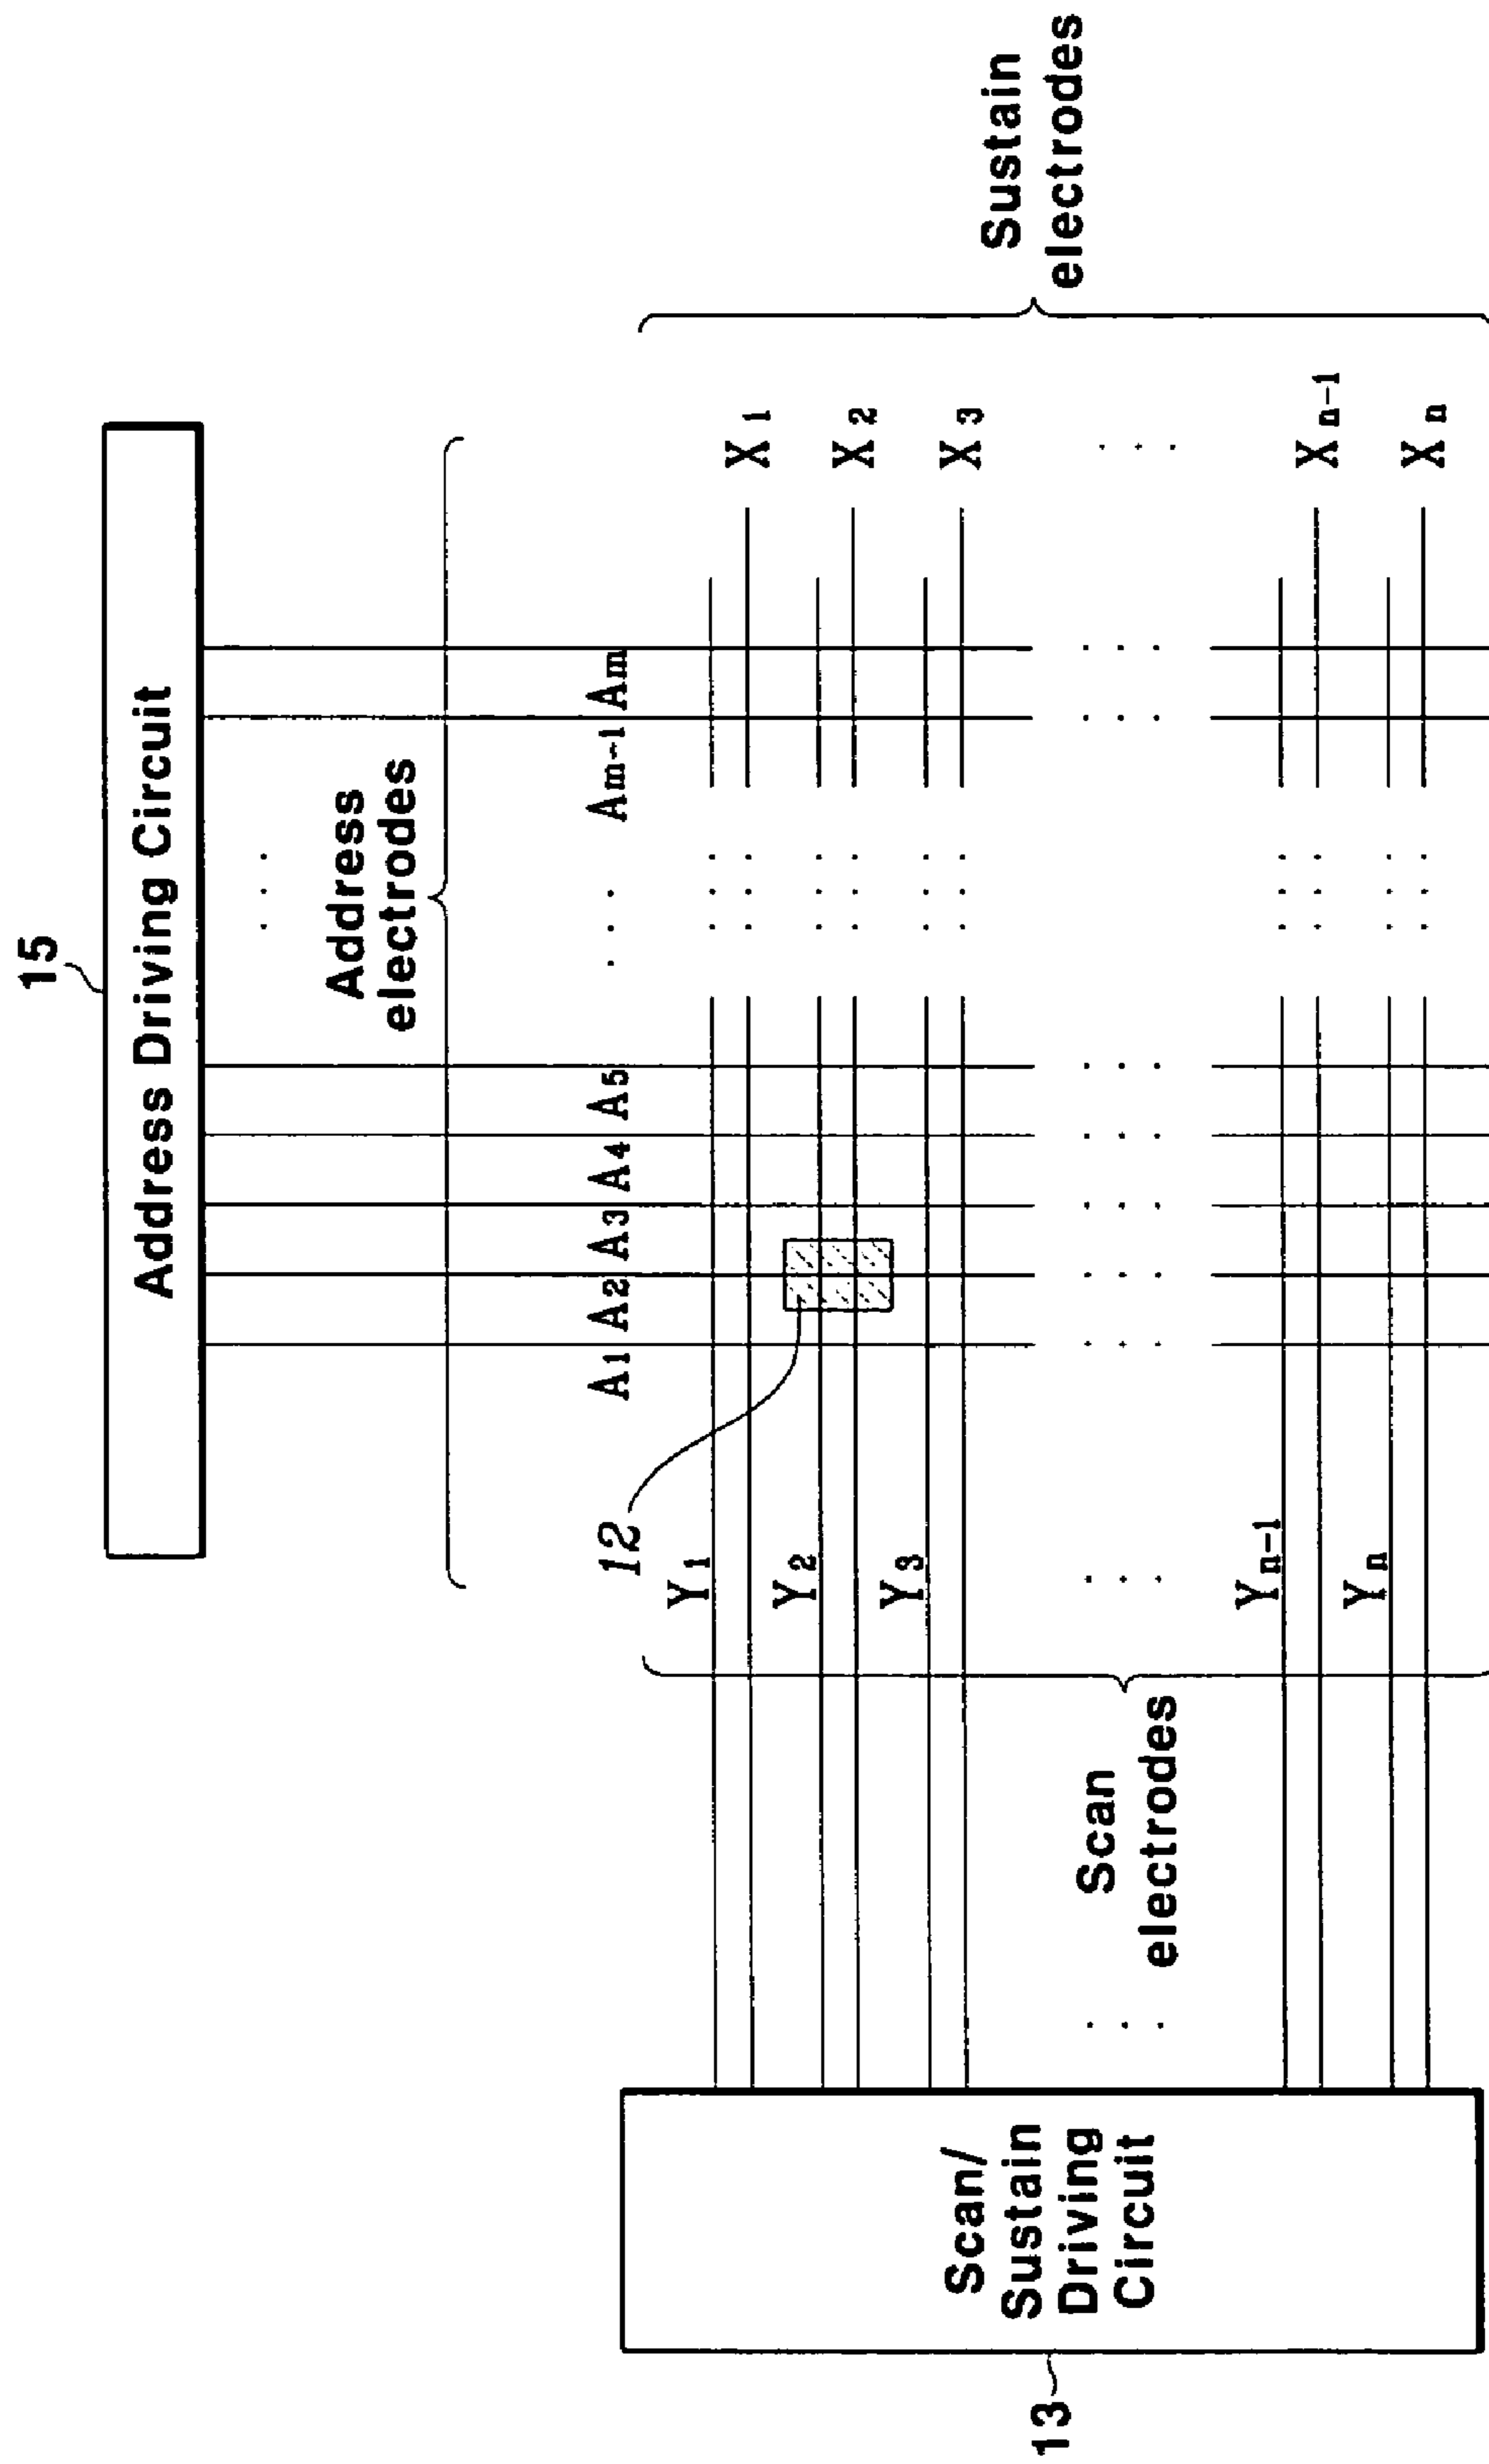 15
Address Driving Circuit
. . .
Address
electrodes
A1 A2 A3 A4 A5 . . . Am-1 Am
12
Y1
X1
Y2
X2
Y3
X3
. . .
. . .
Yn-1
Xn-1
Yn
Xn
Sustain
electrodes
Scan
electrodes
. . .
Scan/
Sustain
Driving
Circuit
13